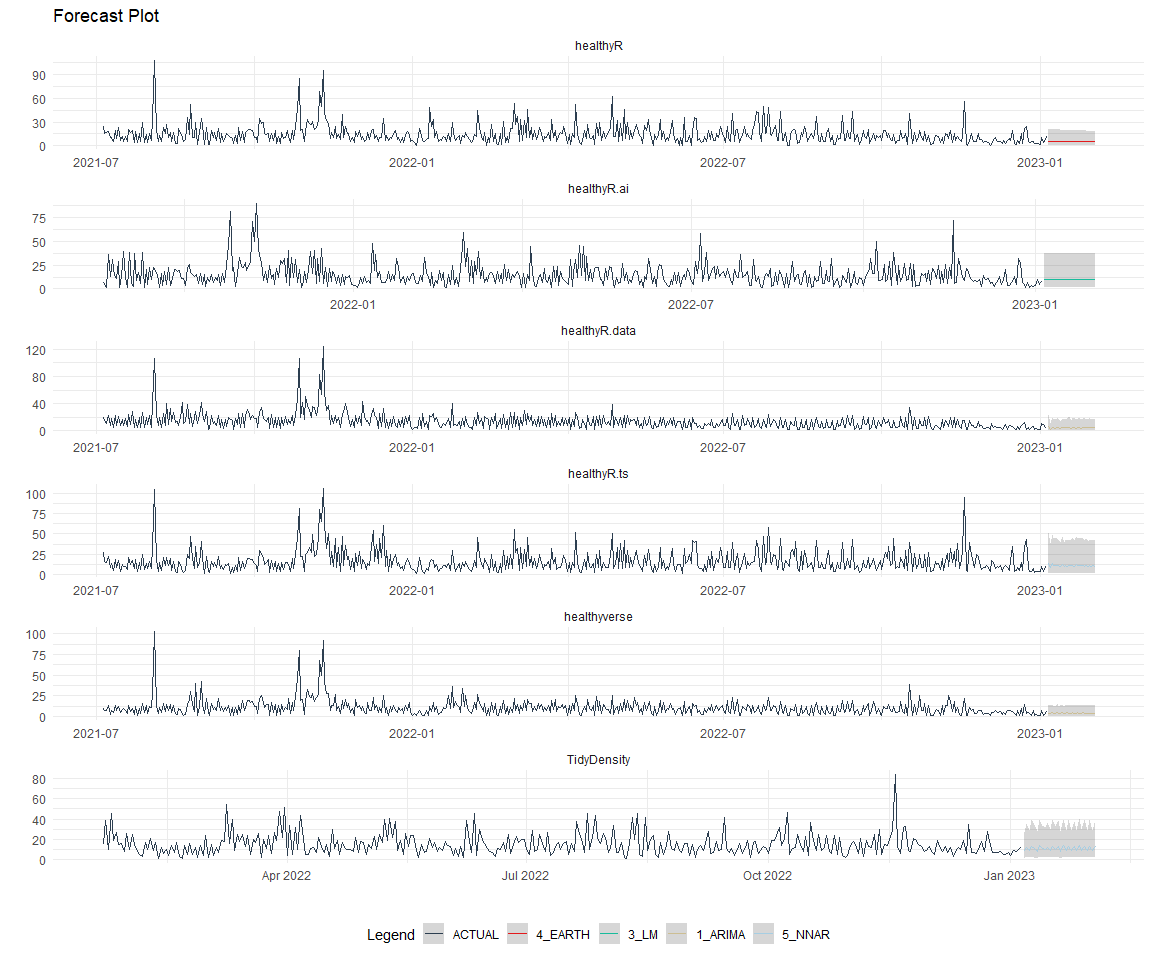 Forecast Plot
healthyR
90
60
30
0
2021-07 2022-01 2022-07 2023-01
healthyR.ai
75
50
25
0
2022-01 2022-07 2023-01
healthyR.data
120
80
40
0
2021-07 2022-01 2022-07 2023-01
healthyR.ts
100
75
50
25
0
2021-07 2022-01 2022-07 2023-01
healthyverse
100
75
50
25
0
2021-07 2022-01 2022-07 2023-01
TidyDensity
80
60
40
20
0
Apr 2022 Jul 2022 Oct 2022 Jan 2023
Legend ACTUAL 4_EARTH 3_LM 1_ARIMA 5_NNAR